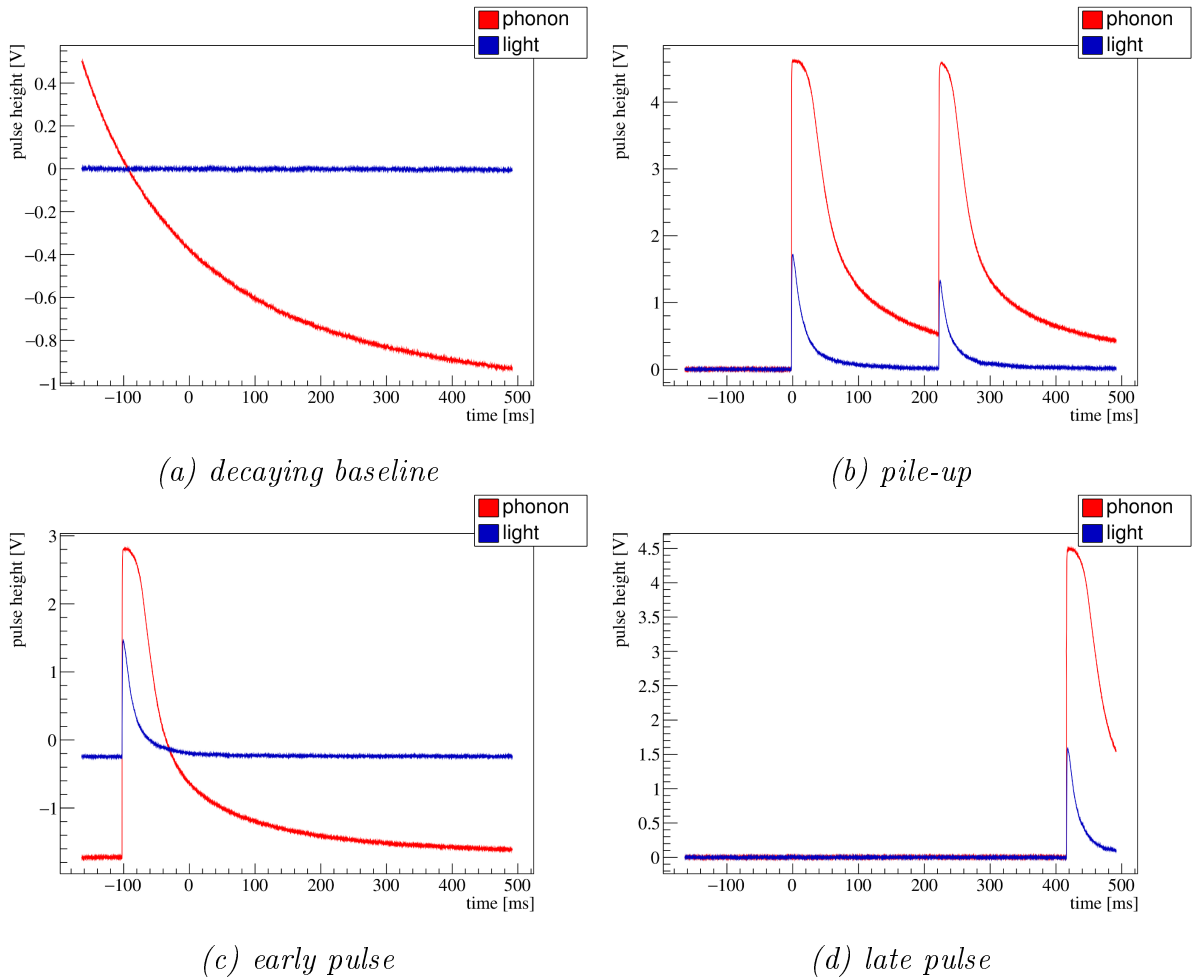 phonon
light
pulse height [V]
0.4
0.2
0
−0.2
−0.4
−0.6
−0.8
−1
−100 0 100 200 300 400 500
time [ms]
(a) decaying baseline
phonon
light
pulse height [V]
4
3
2
1
0
−100 0 100 200 300 400 500
time [ms]
(b) pile-up
phonon
light
pulse height [V]
3
2
1
0
−1
−100 0 100 200 300 400 500
time [ms]
(c) early pulse
phonon
light
pulse height [V]
4.5
4
3.5
3
2.5
2
1.5
1
0.5
0
−100 0 100 200 300 400 500
time [ms]
(d) late pulse